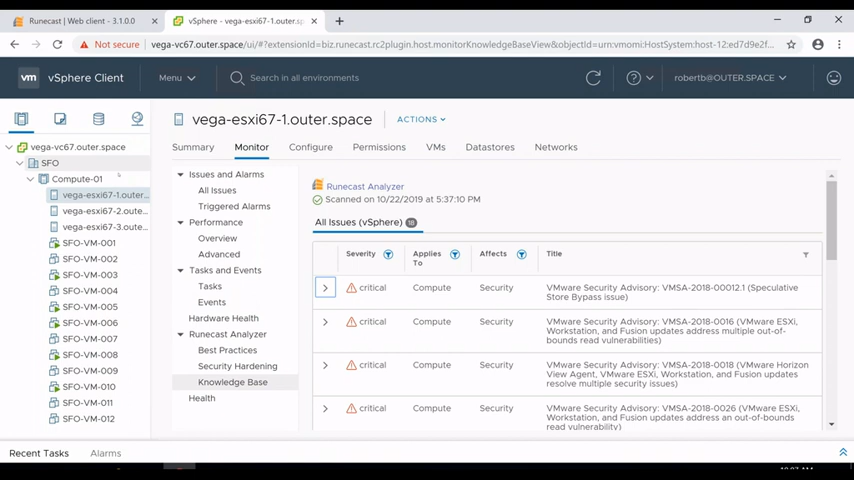 Runecast | Web client - 3.1.0.0
vSphere - vega-esxi67-1.outer.sp
Not secure
vega-vc67.outer.space/ui/#?extensionId=biz.runecast.rc2plugin.host.monitorKnowledgeBaseView&objectId=urn:vmomi:HostSystem:host-12:ed7d9e2f...
vm
vSphere Client
Menu
Search in all environments
robertb@OUTER.SPACE
vega-vc67.outer.space
SFO
Compute-01
vega-esxi67-1.outer...
vega-esxi67-2.oute...
vega-esxi67-3.oute...
SFO-VM-001
SFO-VM-002
SFO-VM-003
SFO-VM-004
SFO-VM-005
SFO-VM-006
SFO-VM-007
SFO-VM-008
SFO-VM-009
SFO-VM-010
SFO-VM-011
SFO-VM-012
vega-esxi67-1.outer.space
ACTIONS
Summary
Monitor
Configure
Permissions
VMs
Datastores
Networks
Issues and Alarms
All Issues
Triggered Alarms
Performance
Overview
Advanced
Tasks and Events
Tasks
Events
Hardware Health
Runecast Analyzer
Best Practices
Security Hardening
Knowledge Base
Health
Runecast Analyzer
Scanned on 10/22/2019 at 5:37:10 PM
All Issues (vSphere) 18
Severity
Applies
To
Affects
Title
critical
Compute
Security
VMware Security Advisory: VMSA-2018-00012.1 (Speculative
Store Bypass issue)
critical
Compute
Security
VMware Security Advisory: VMSA-2018-0016 (VMware ESXi,
Workstation, and Fusion updates address multiple out-of-
bounds read vulnerabilities)
critical
Compute
Security
VMware Security Advisory: VMSA-2018-0018 (VMware Horizon
View Agent, VMware ESXi, Workstation, and Fusion updates
resolve multiple security issues)
critical
Compute
Security
VMware Security Advisory: VMSA-2018-0026 (VMware ESXi,
Workstation, and Fusion updates address an out-of-bounds
read vulnerability)
Recent Tasks
Alarms